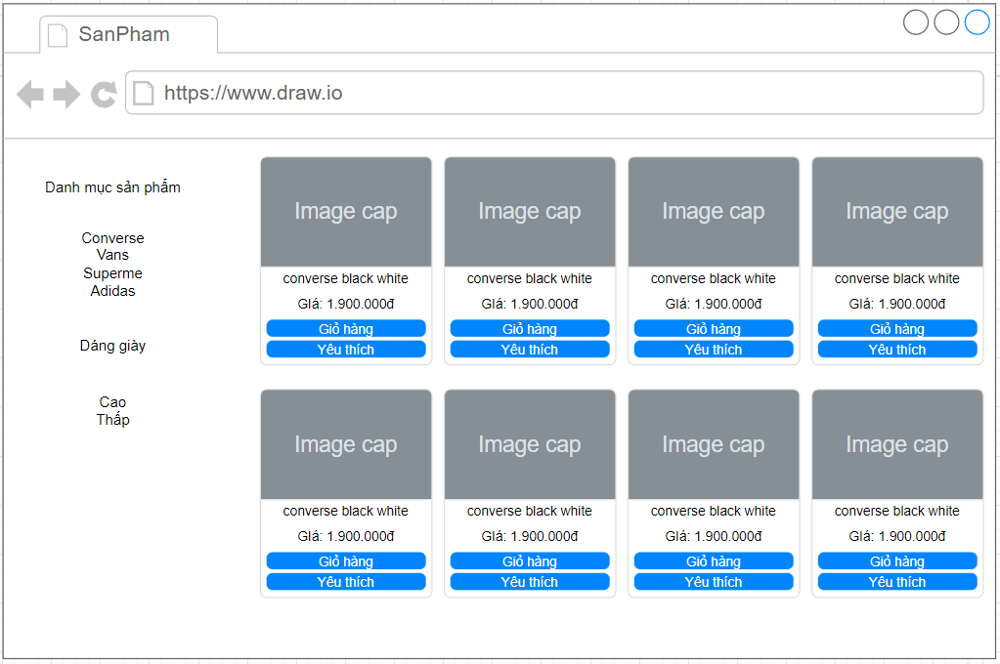 SanPham
https://www.draw.io
Danh mục sản phẩm
Converse
Vans
Superme
Adidas
Dáng giày
Cao
Thấp
Image cap
converse black white
GIá: 1.900.000đ
Giỏ hàng
Yêu thích
Image cap
converse black white
GIá: 1.900.000đ
Giỏ hàng
Yêu thích
Image cap
converse black white
GIá: 1.900.000đ
Giỏ hàng
Yêu thích
Image cap
converse black white
GIá: 1.900.000đ
Giỏ hàng
Yêu thích
Image cap
converse black white
GIá: 1.900.000đ
Giỏ hàng
Yêu thích
Image cap
converse black white
GIá: 1.900.000đ
Giỏ hàng
Yêu thích
Image cap
converse black white
GIá: 1.900.000đ
Giỏ hàng
Yêu thích
Image cap
converse black white
GIá: 1.900.000đ
Giỏ hàng
Yêu thích